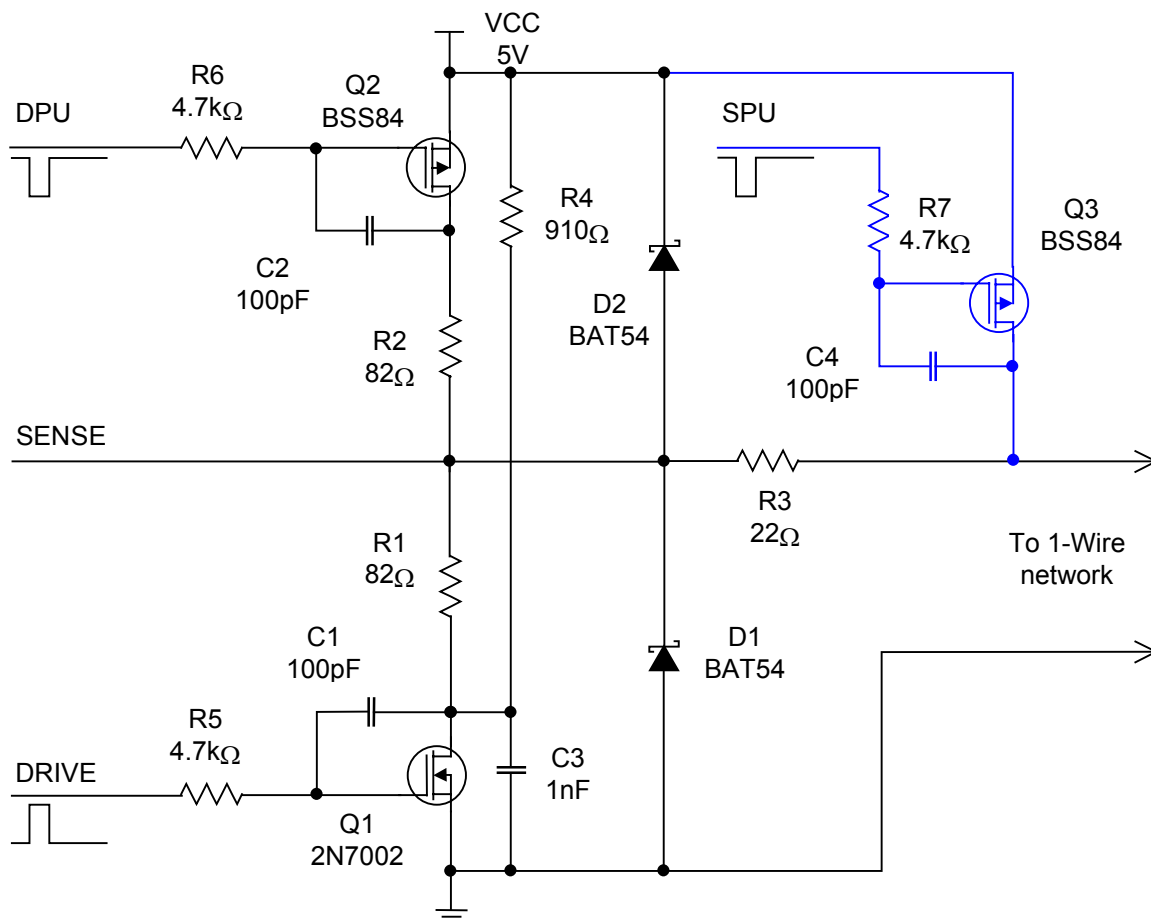 VCC
5V
R6
4.7kΩ
DPU
Q2
BSS84
SPU
R4
910Ω
R7
4.7kΩ
Q3
BSS84
C2
100pF
D2
BAT54
R2
82Ω
C4
100pF
SENSE
R3
22Ω
R1
82Ω
To 1-Wire
network
C1
100pF
D1
BAT54
R5
4.7kΩ
DRIVE
C3
1nF
Q1
2N7002